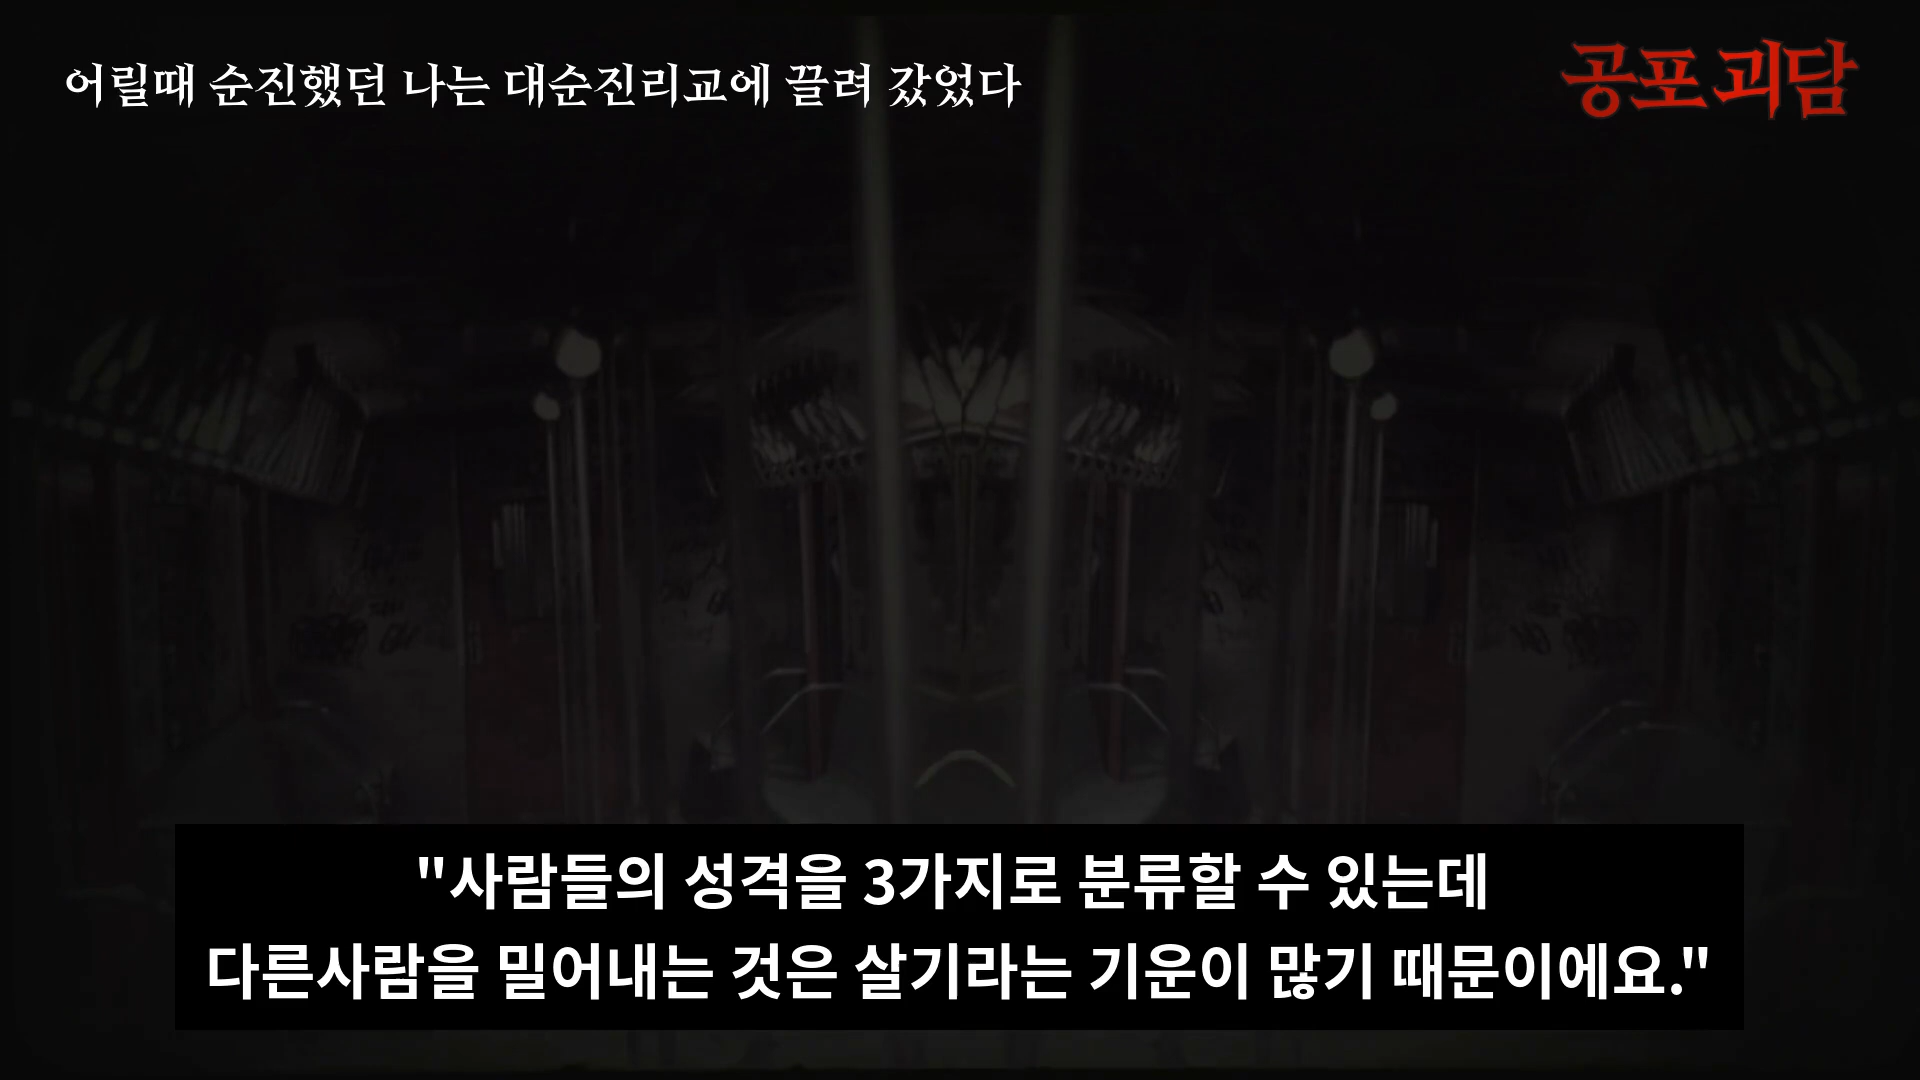 어릴때 순진했던 나는 대순진리교에 끌려 갔었다
공포 괴담
"사람들의 성격을 3가지로 분류할 수 있는데
다른사람을 밀어내는 것은 살기라는 기운이 많기 때문이에요."